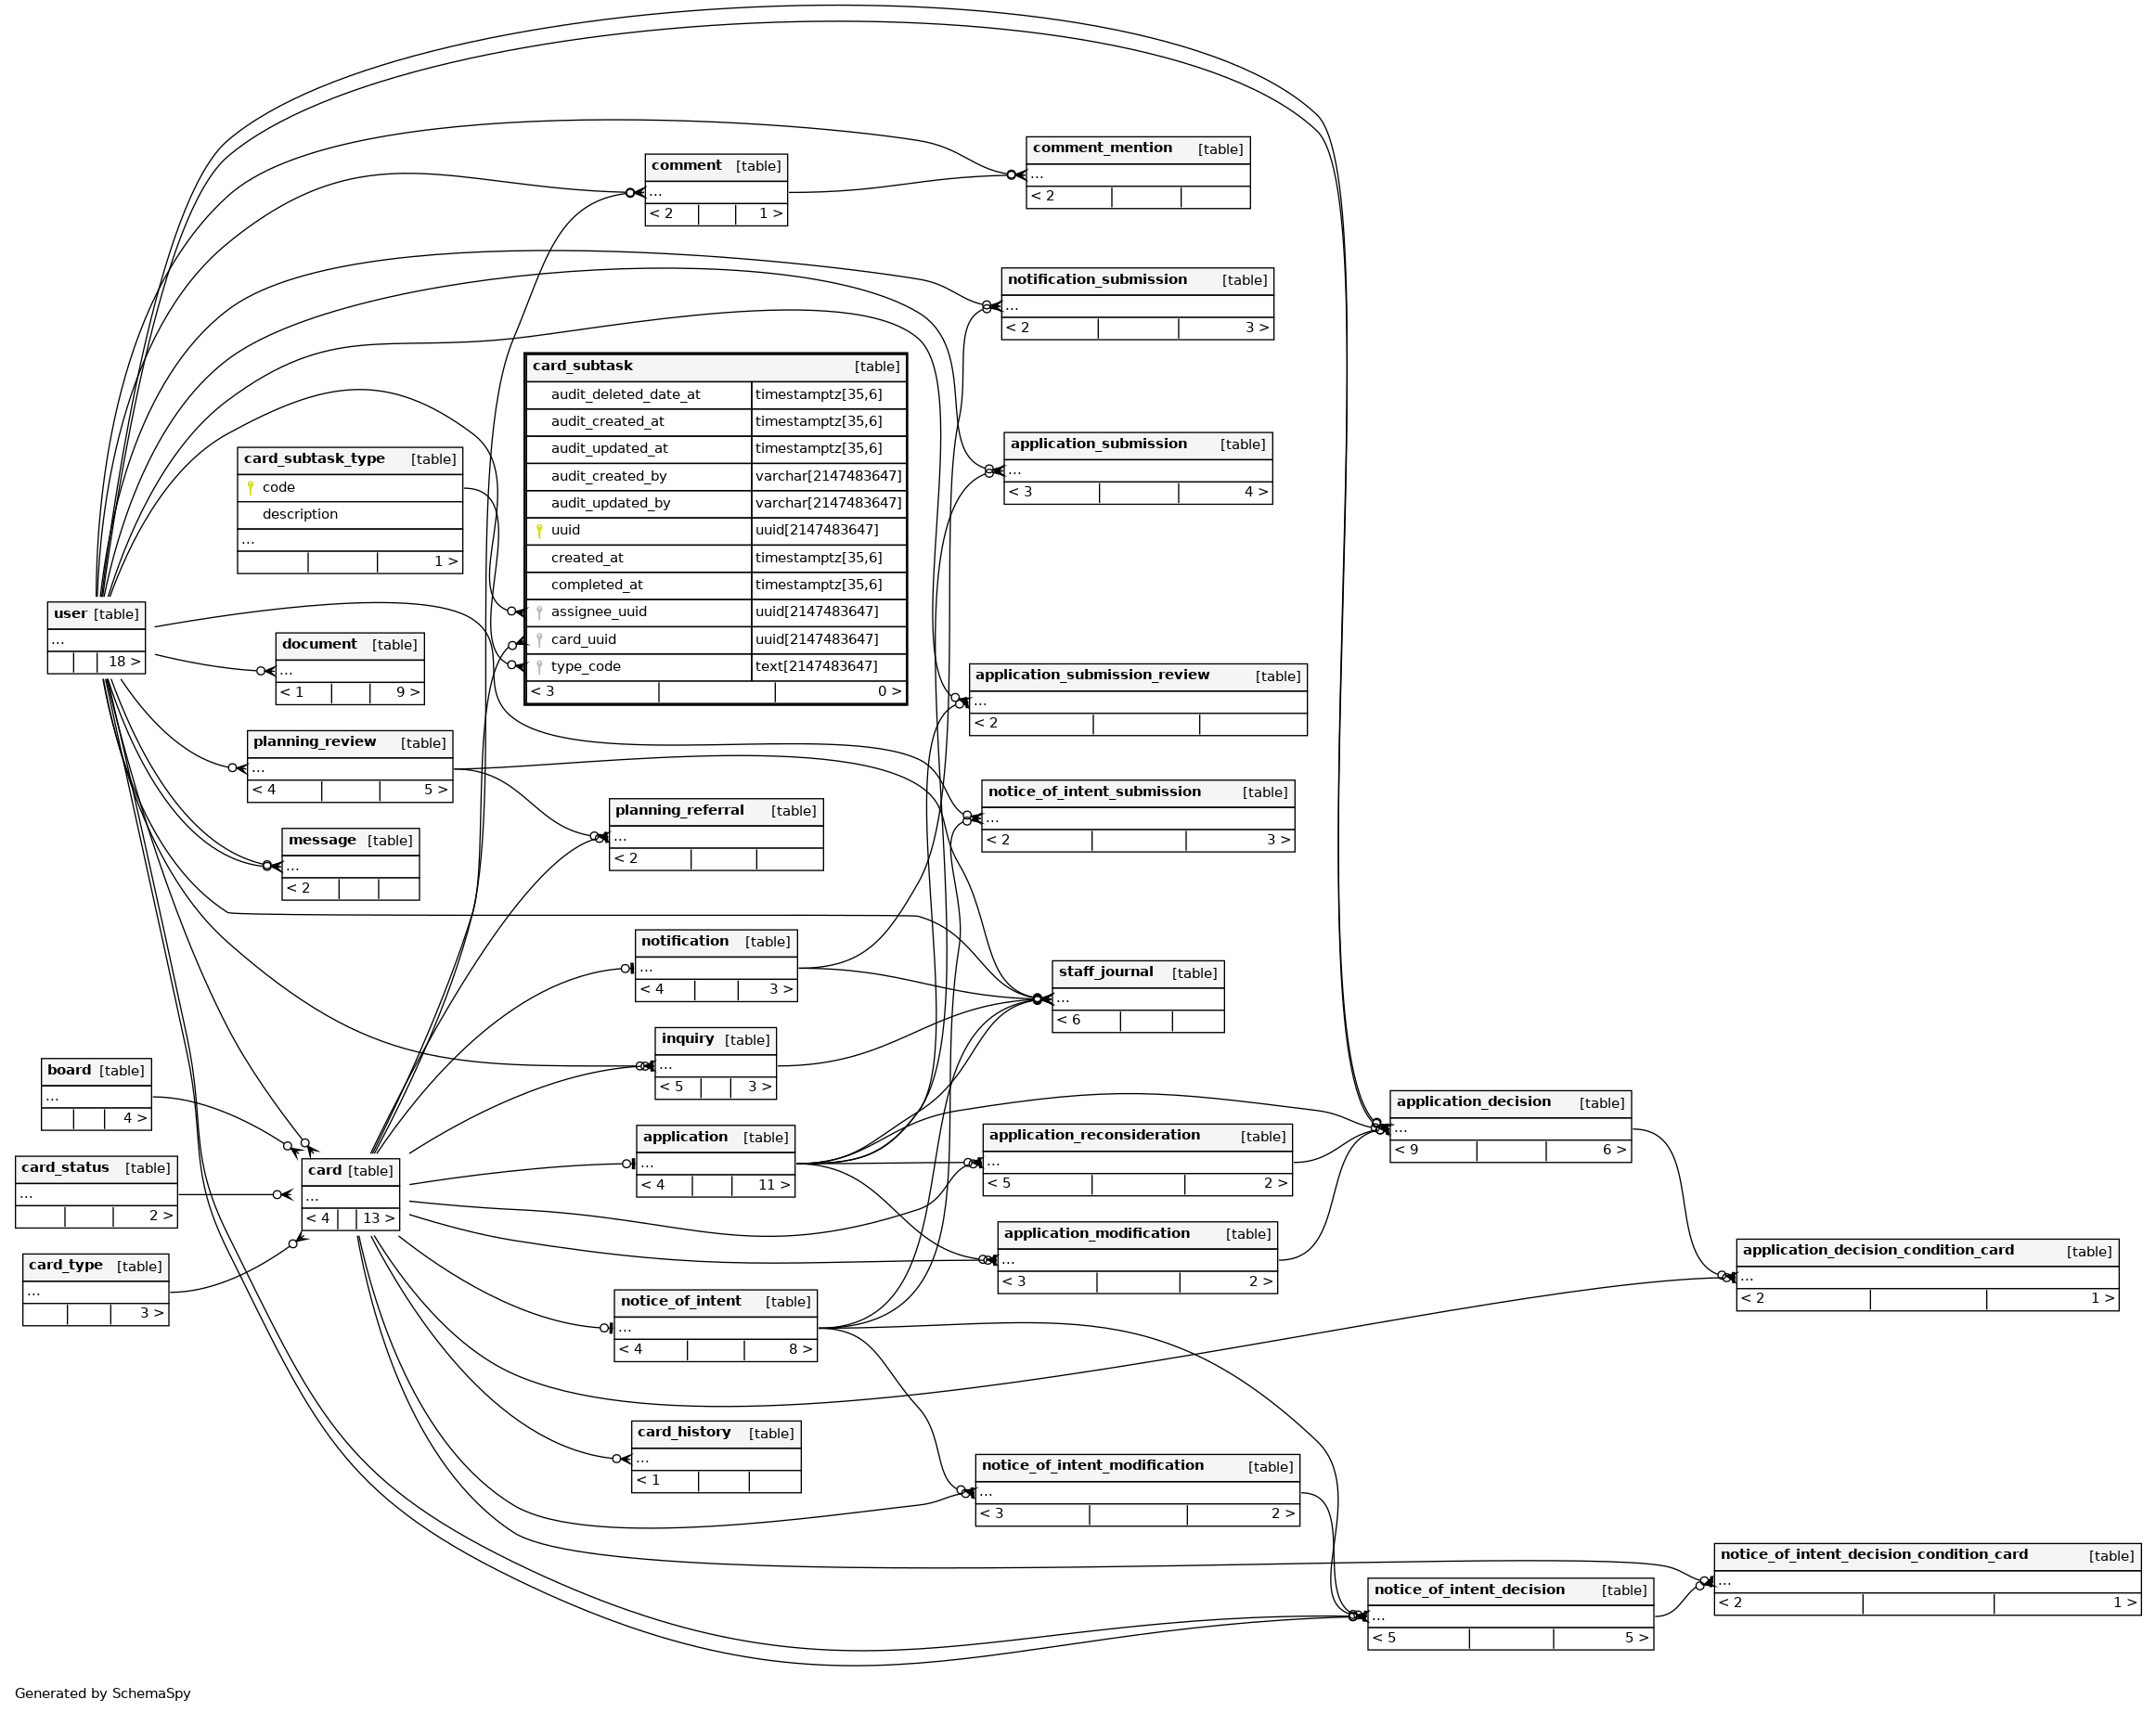 comment [table]
...
< 2 1 >
comment_mention [table]
...
< 2
notification_submission [table]
...
< 2 3 >
card_subtask [table]
audit_deleted_date_at timestamptz[35,6]
audit_created_at timestamptz[35,6]
audit_updated_at timestamptz[35,6]
audit_created_by varchar[2147483647]
audit_updated_by varchar[2147483647]
uuid uuid[2147483647]
created_at timestamptz[35,6]
completed_at timestamptz[35,6]
assignee_uuid uuid[2147483647]
card_uuid uuid[2147483647]
type_code text[2147483647]
< 3 0 >
application_submission [table]
...
< 3 4 >
card_subtask_type [table]
code
description
...
1 >
user [table]
...
18 >
document [table]
...
< 1 9 >
application_submission_review [table]
...
< 2
planning_review [table]
...
< 4 5 >
notice_of_intent_submission [table]
...
< 2 3 >
planning_referral [table]
...
< 2
message [table]
...
< 2
notification [table]
...
< 4 3 >
staff_journal [table]
...
< 6
inquiry [table]
...
< 5 3 >
board [table]
...
4 >
application_decision [table]
...
< 9 6 >
application [table]
...
< 4 11 >
application_reconsideration [table]
...
< 5 2 >
card_status [table]
...
2 >
card [table]
...
< 4 13 >
application_modification [table]
...
< 3 2 >
application_decision_condition_card [table]
...
< 2 1 >
card_type [table]
...
3 >
notice_of_intent [table]
...
< 4 8 >
card_history [table]
...
< 1
notice_of_intent_modification [table]
...
< 3 2 >
notice_of_intent_decision_condition_card [table]
...
< 2 1 >
notice_of_intent_decision [table]
...
< 5 5 >
Generated by SchemaSpy